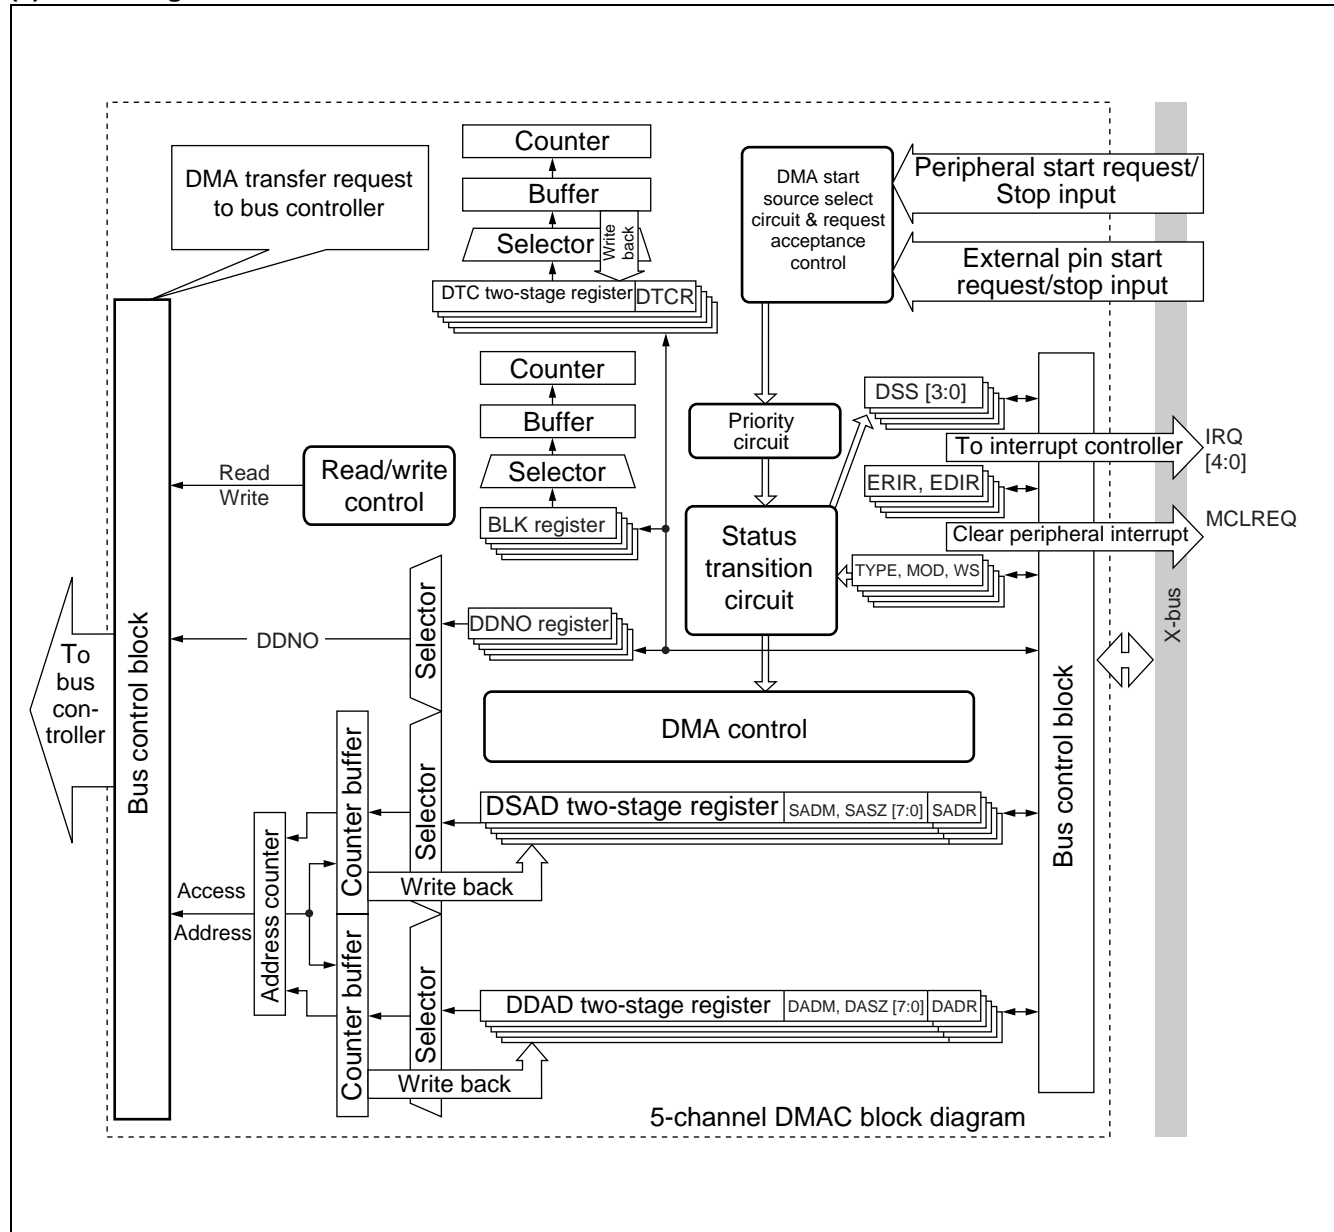 Counter
Buffer
Selector
Write
back
DTC two-stage register
DTCR
DMA transfer request
to bus controller
DMA start
source select
circuit & request
acceptance
control
Peripheral start request/
Stop input
External pin start
request/stop input
Counter
Buffer
Selector
BLK register
Priority
circuit
DSS [3:0]
To interrupt controller
IRQ
[4:0]
ERIR, EDIR
Clear peripheral interrupt
MCLREQ
TYPE, MOD, WS
Read
Write
Read/write
control
Status
transition
circuit
X-bus
DDNO
Selector
DDNO register
To
bus
con-
troller
Bus control block
Bus control block
DMA control
Counter buffer
Selector
DSAD two-stage register
SADM, SASZ [7:0]
SADR
Write back
Access
Address
Address counter
Counter buffer
Selector
DDAD two-stage register
DADM, DASZ [7:0]
DADR
Write back
5-channel DMAC block diagram